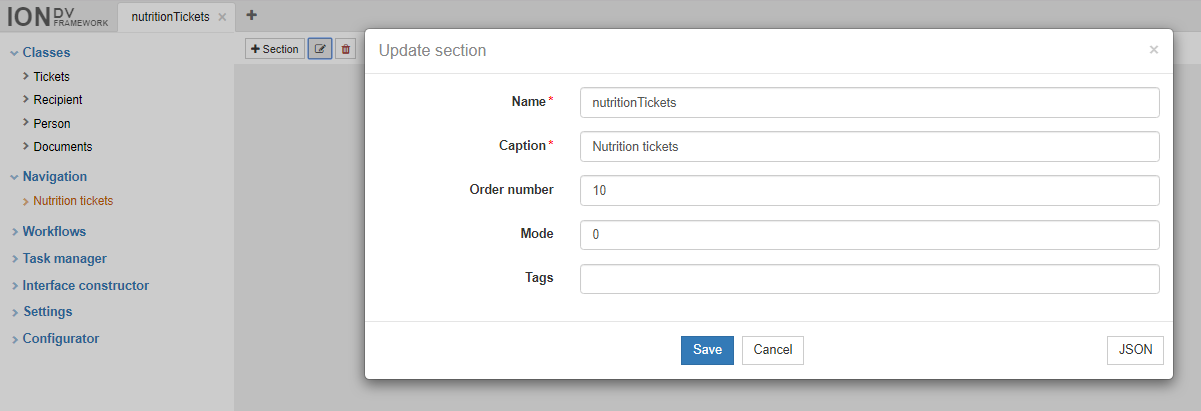 ION DV FRAMEWORK
nutritionTickets ×
Section
Classes
Tickets
Recipient
Person
Documents
Navigation
Nutrition tickets
Workflows
Task manager
Interface constructor
Settings
Configurator
Update section ×
Name* nutritionTickets
Caption* Nutrition tickets
Order number 10
Mode 0
Tags
Save Cancel JSON